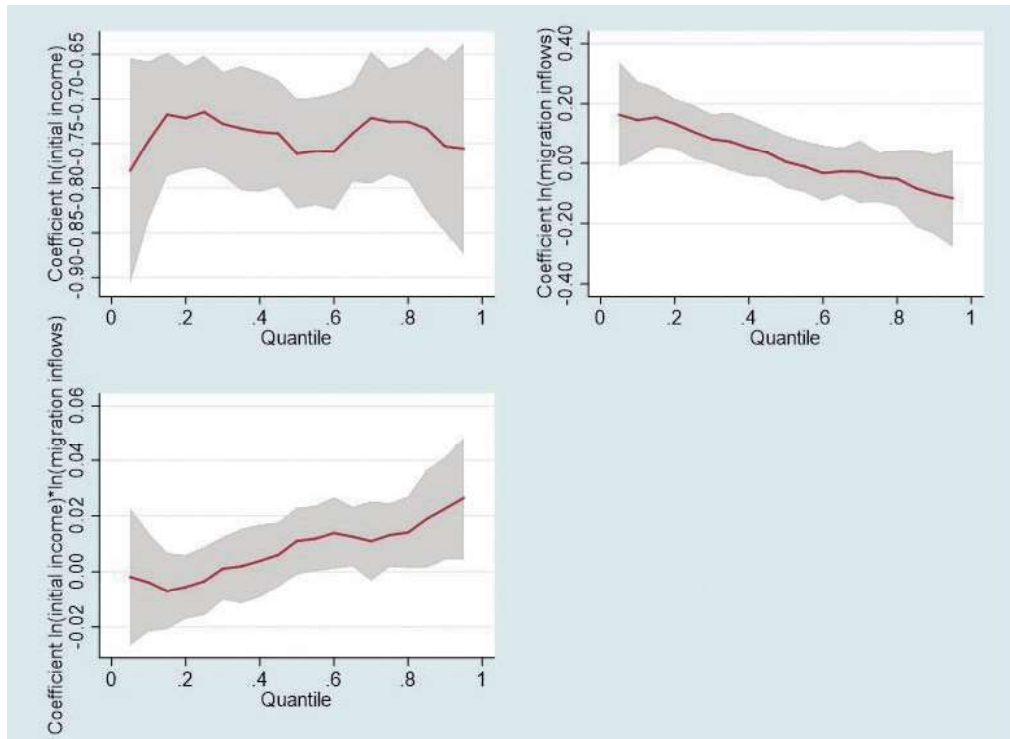 Coefficient ln(initial income)
-0.90-0.85-0.80-0.75-0.70-0.65
0 .2 .4 .6 .8 1
Quantile
Coefficient ln(migration inflows)
-0.40 -0.20 0.00 0.20 0.40
0 .2 .4 .6 .8 1
Quantile
Coefficient ln(initial income)*ln(migration inflows)
-0.02 0.00 0.02 0.04 0.06
0 .2 .4 .6 .8 1
Quantile